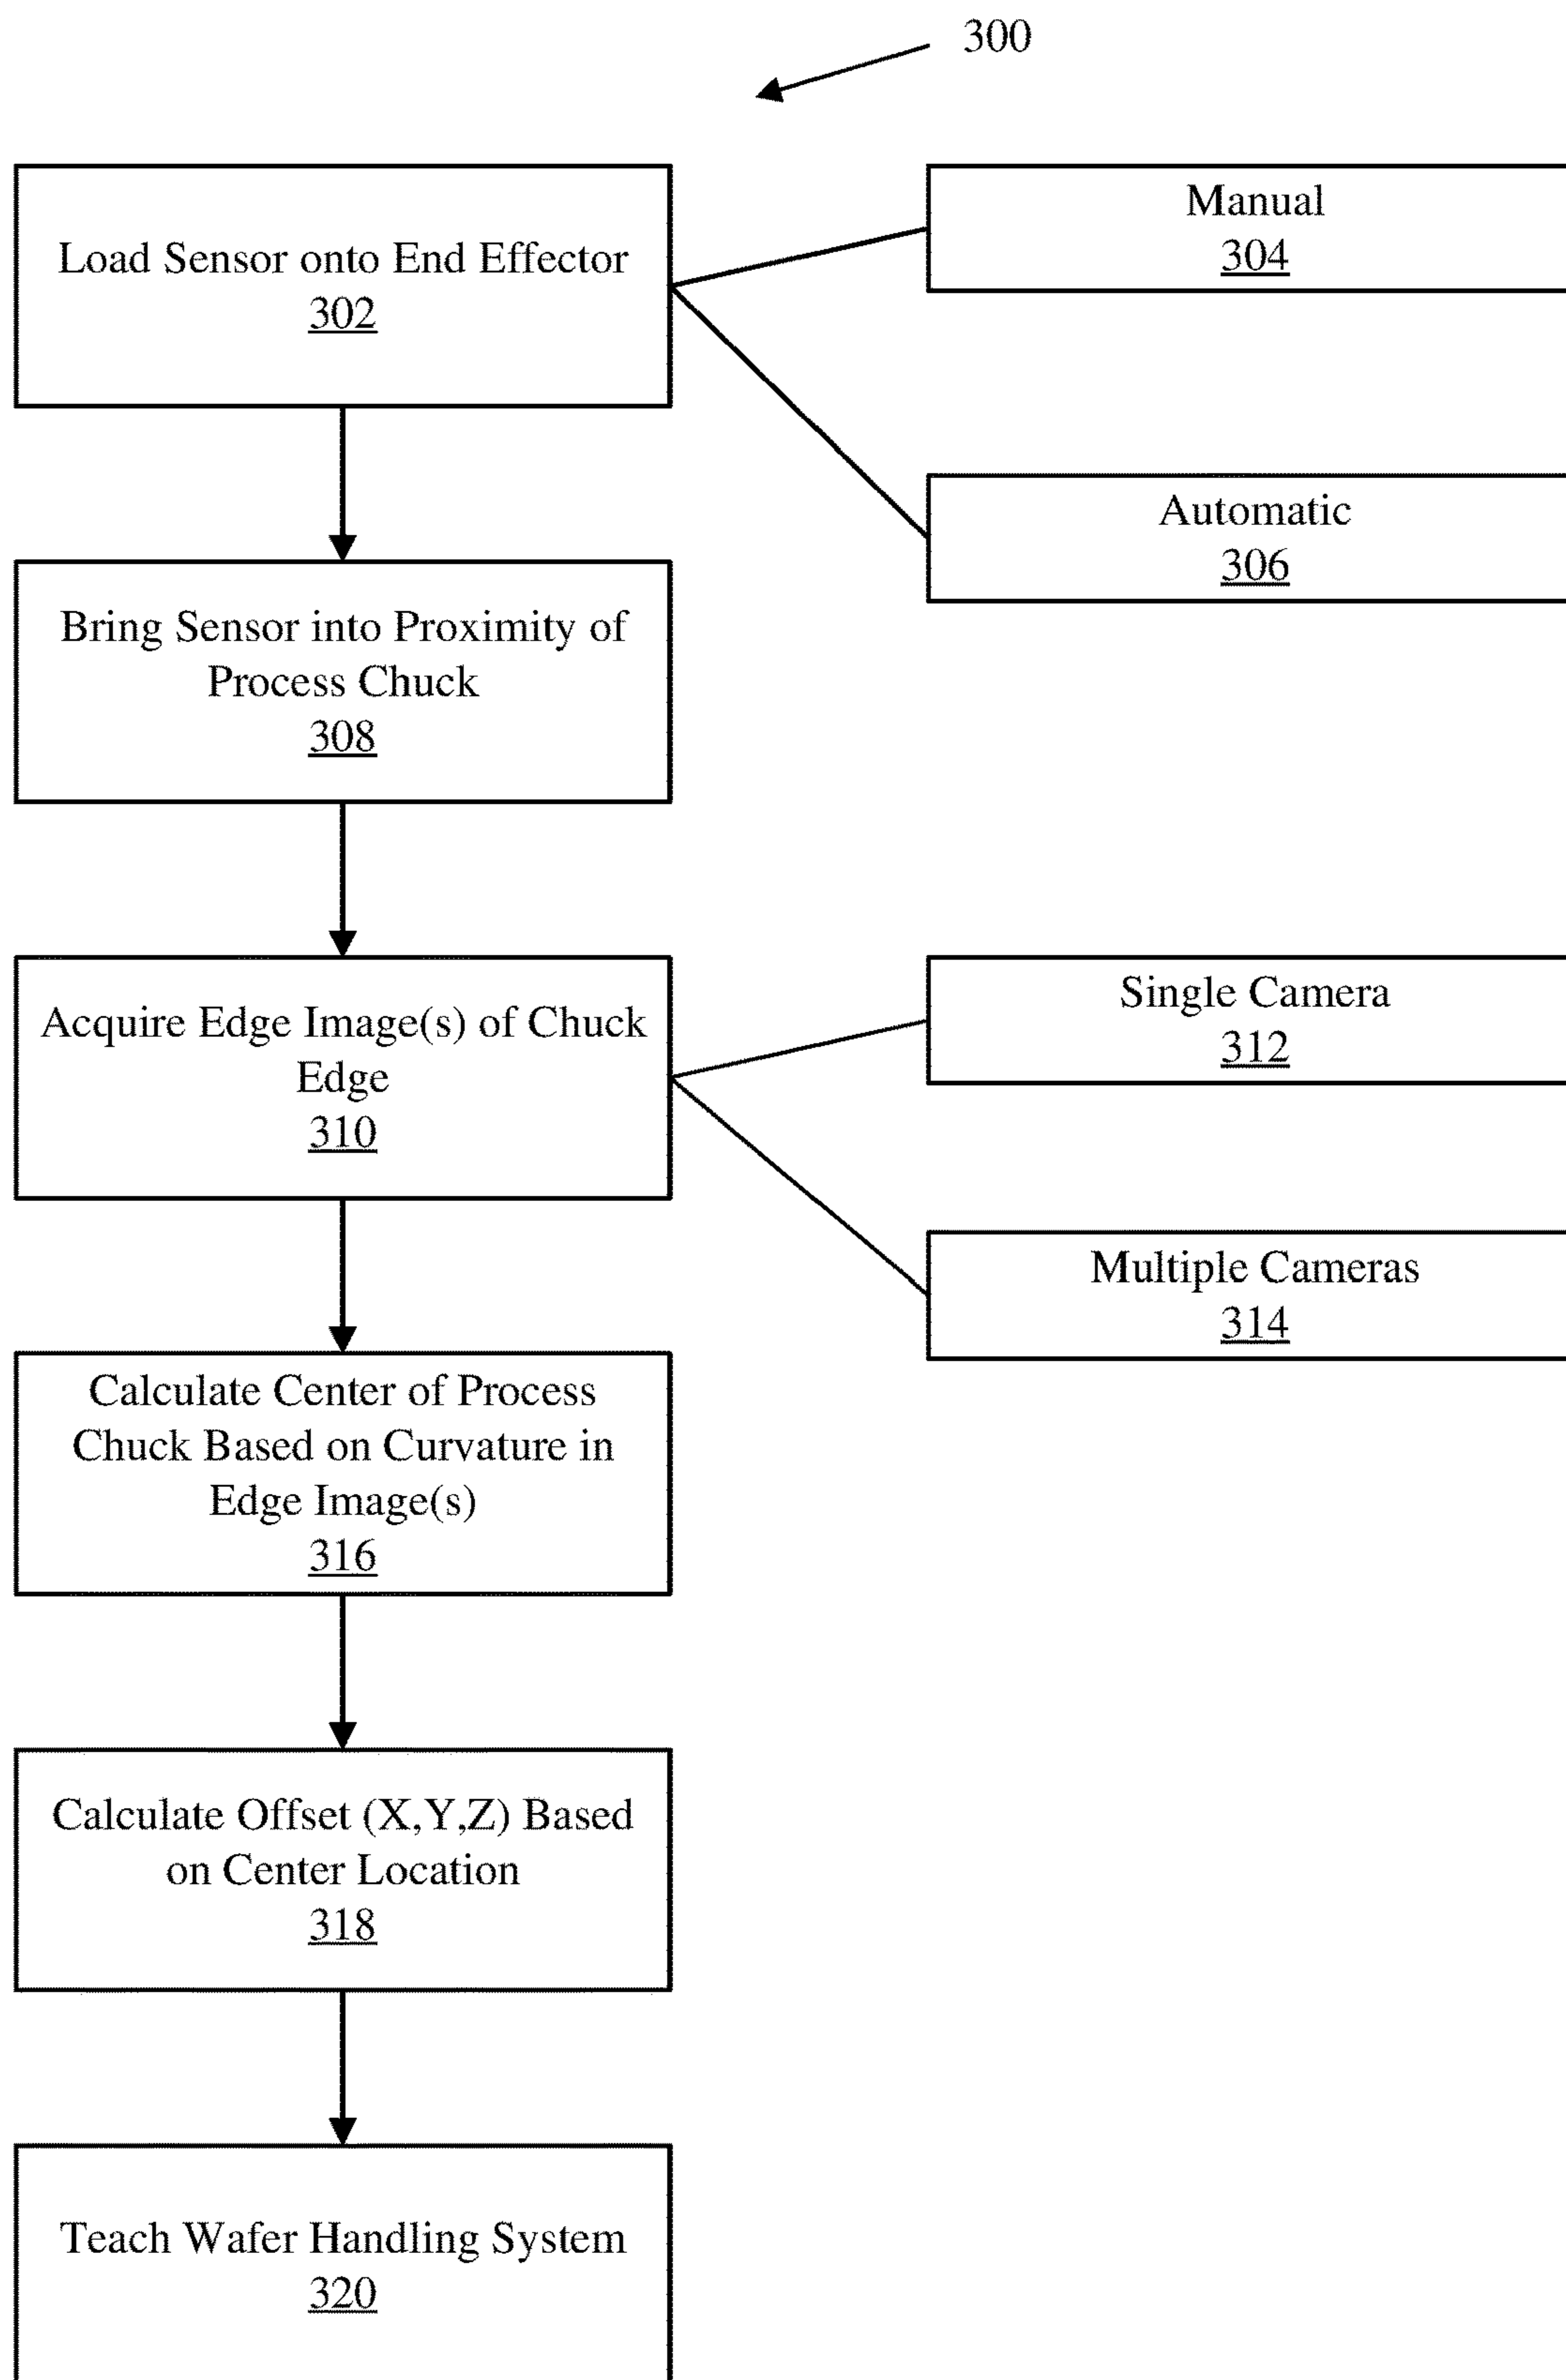 300
Load Sensor onto End Effector
302
Manual
304
Automatic
306
Bring Sensor into Proximity of
Process Chuck
308
Acquire Edge Image(s) of Chuck
Edge
310
Single Camera
312
Multiple Cameras
314
Calculate Center of Process
Chuck Based on Curvature in
Edge Image(s)
316
Calculate Offset (X,Y,Z) Based
on Center Location
318
Teach Wafer Handling System
320